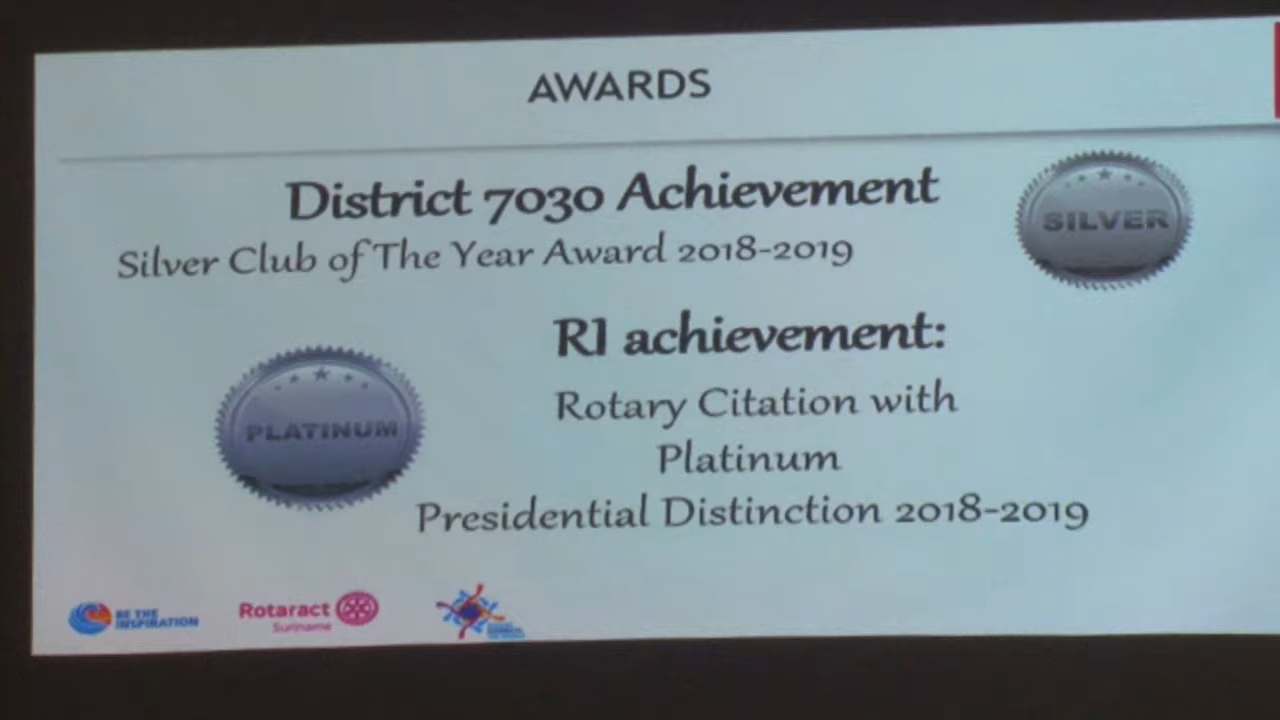 AWARDS
District 7030 Achievement
Silver Club of The Year Award 2018-2019
SILVER
RI achievement:
Rotary Citation with
Platinum
Presidential Distinction 2018-2019
PLATINUM
BE THE
INSPIRATION
Rotaract
Suriname